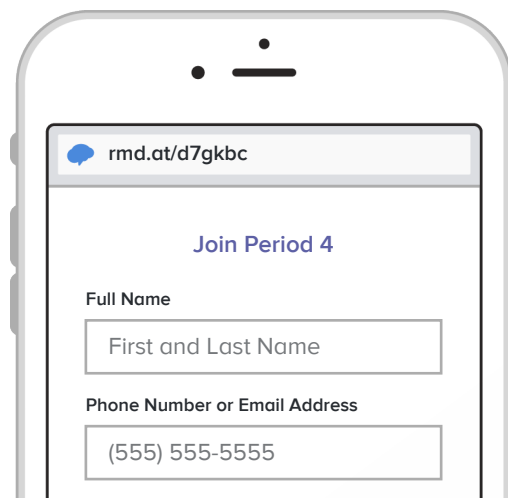 rmd.at/d7gkbc
Join Period 4
Full Name
First and Last Name
Phone Number or Email Address
(555) 555-5555